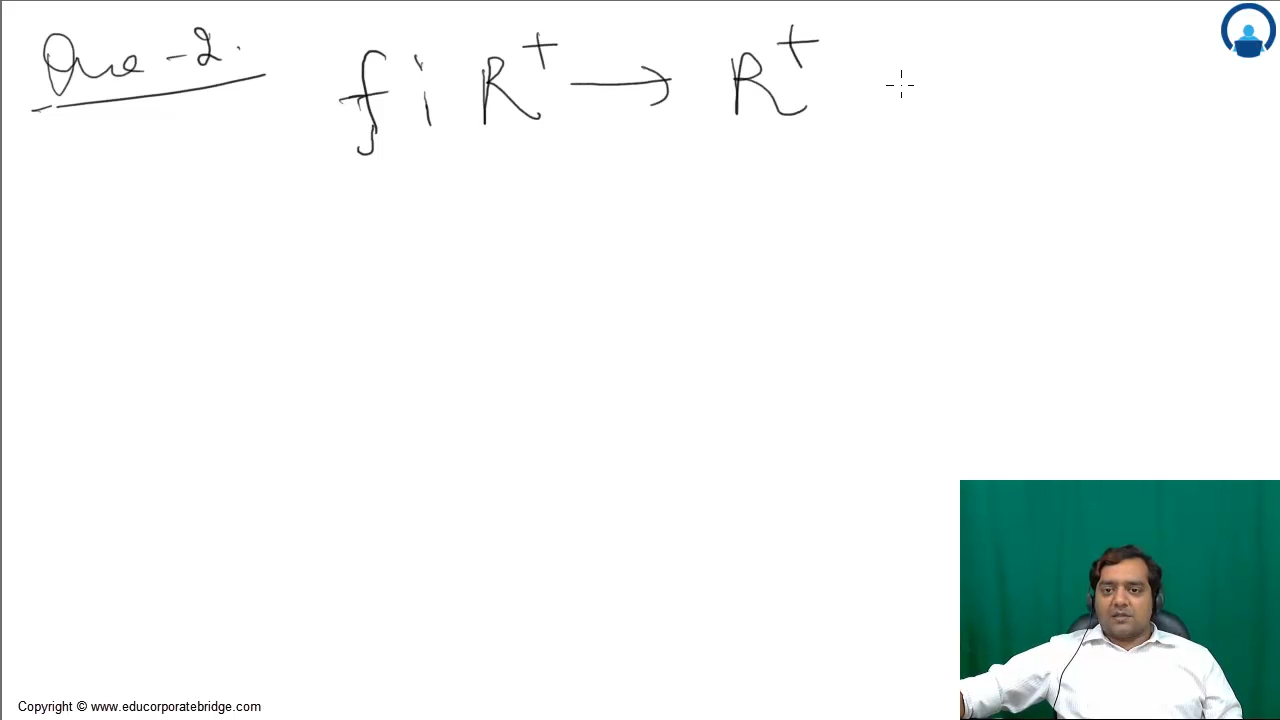 Que-2.
f : R⁺ → R⁺
Copyright © www.educorporatebridge.com